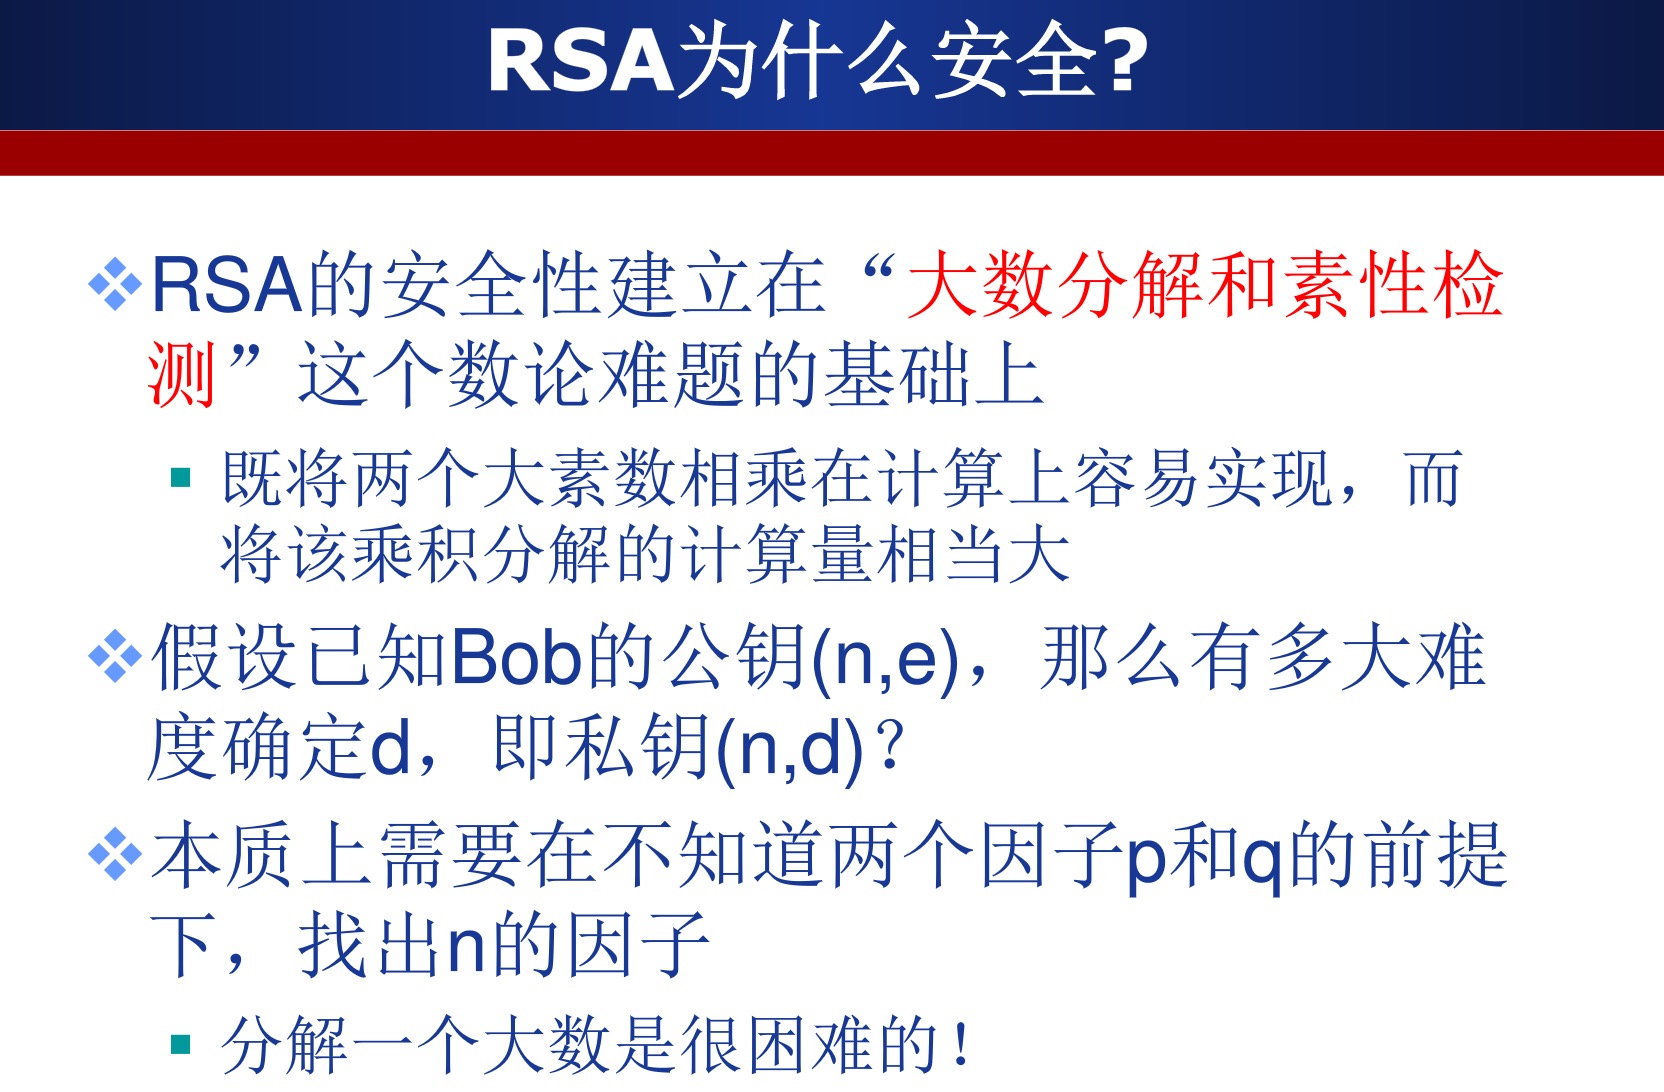 RSA为什么安全?
RSA的安全性建立在“大数分解和素性检
测”这个数论难题的基础上
既将两个大素数相乘在计算上容易实现，而
将该乘积分解的计算量相当大
假设已知Bob的公钥(n,e)，那么有多大难
度确定d，即私钥(n,d)?
本质上需要在不知道两个因子p和q的前提
下，找出n的因子
分解一个大数是很困难的!